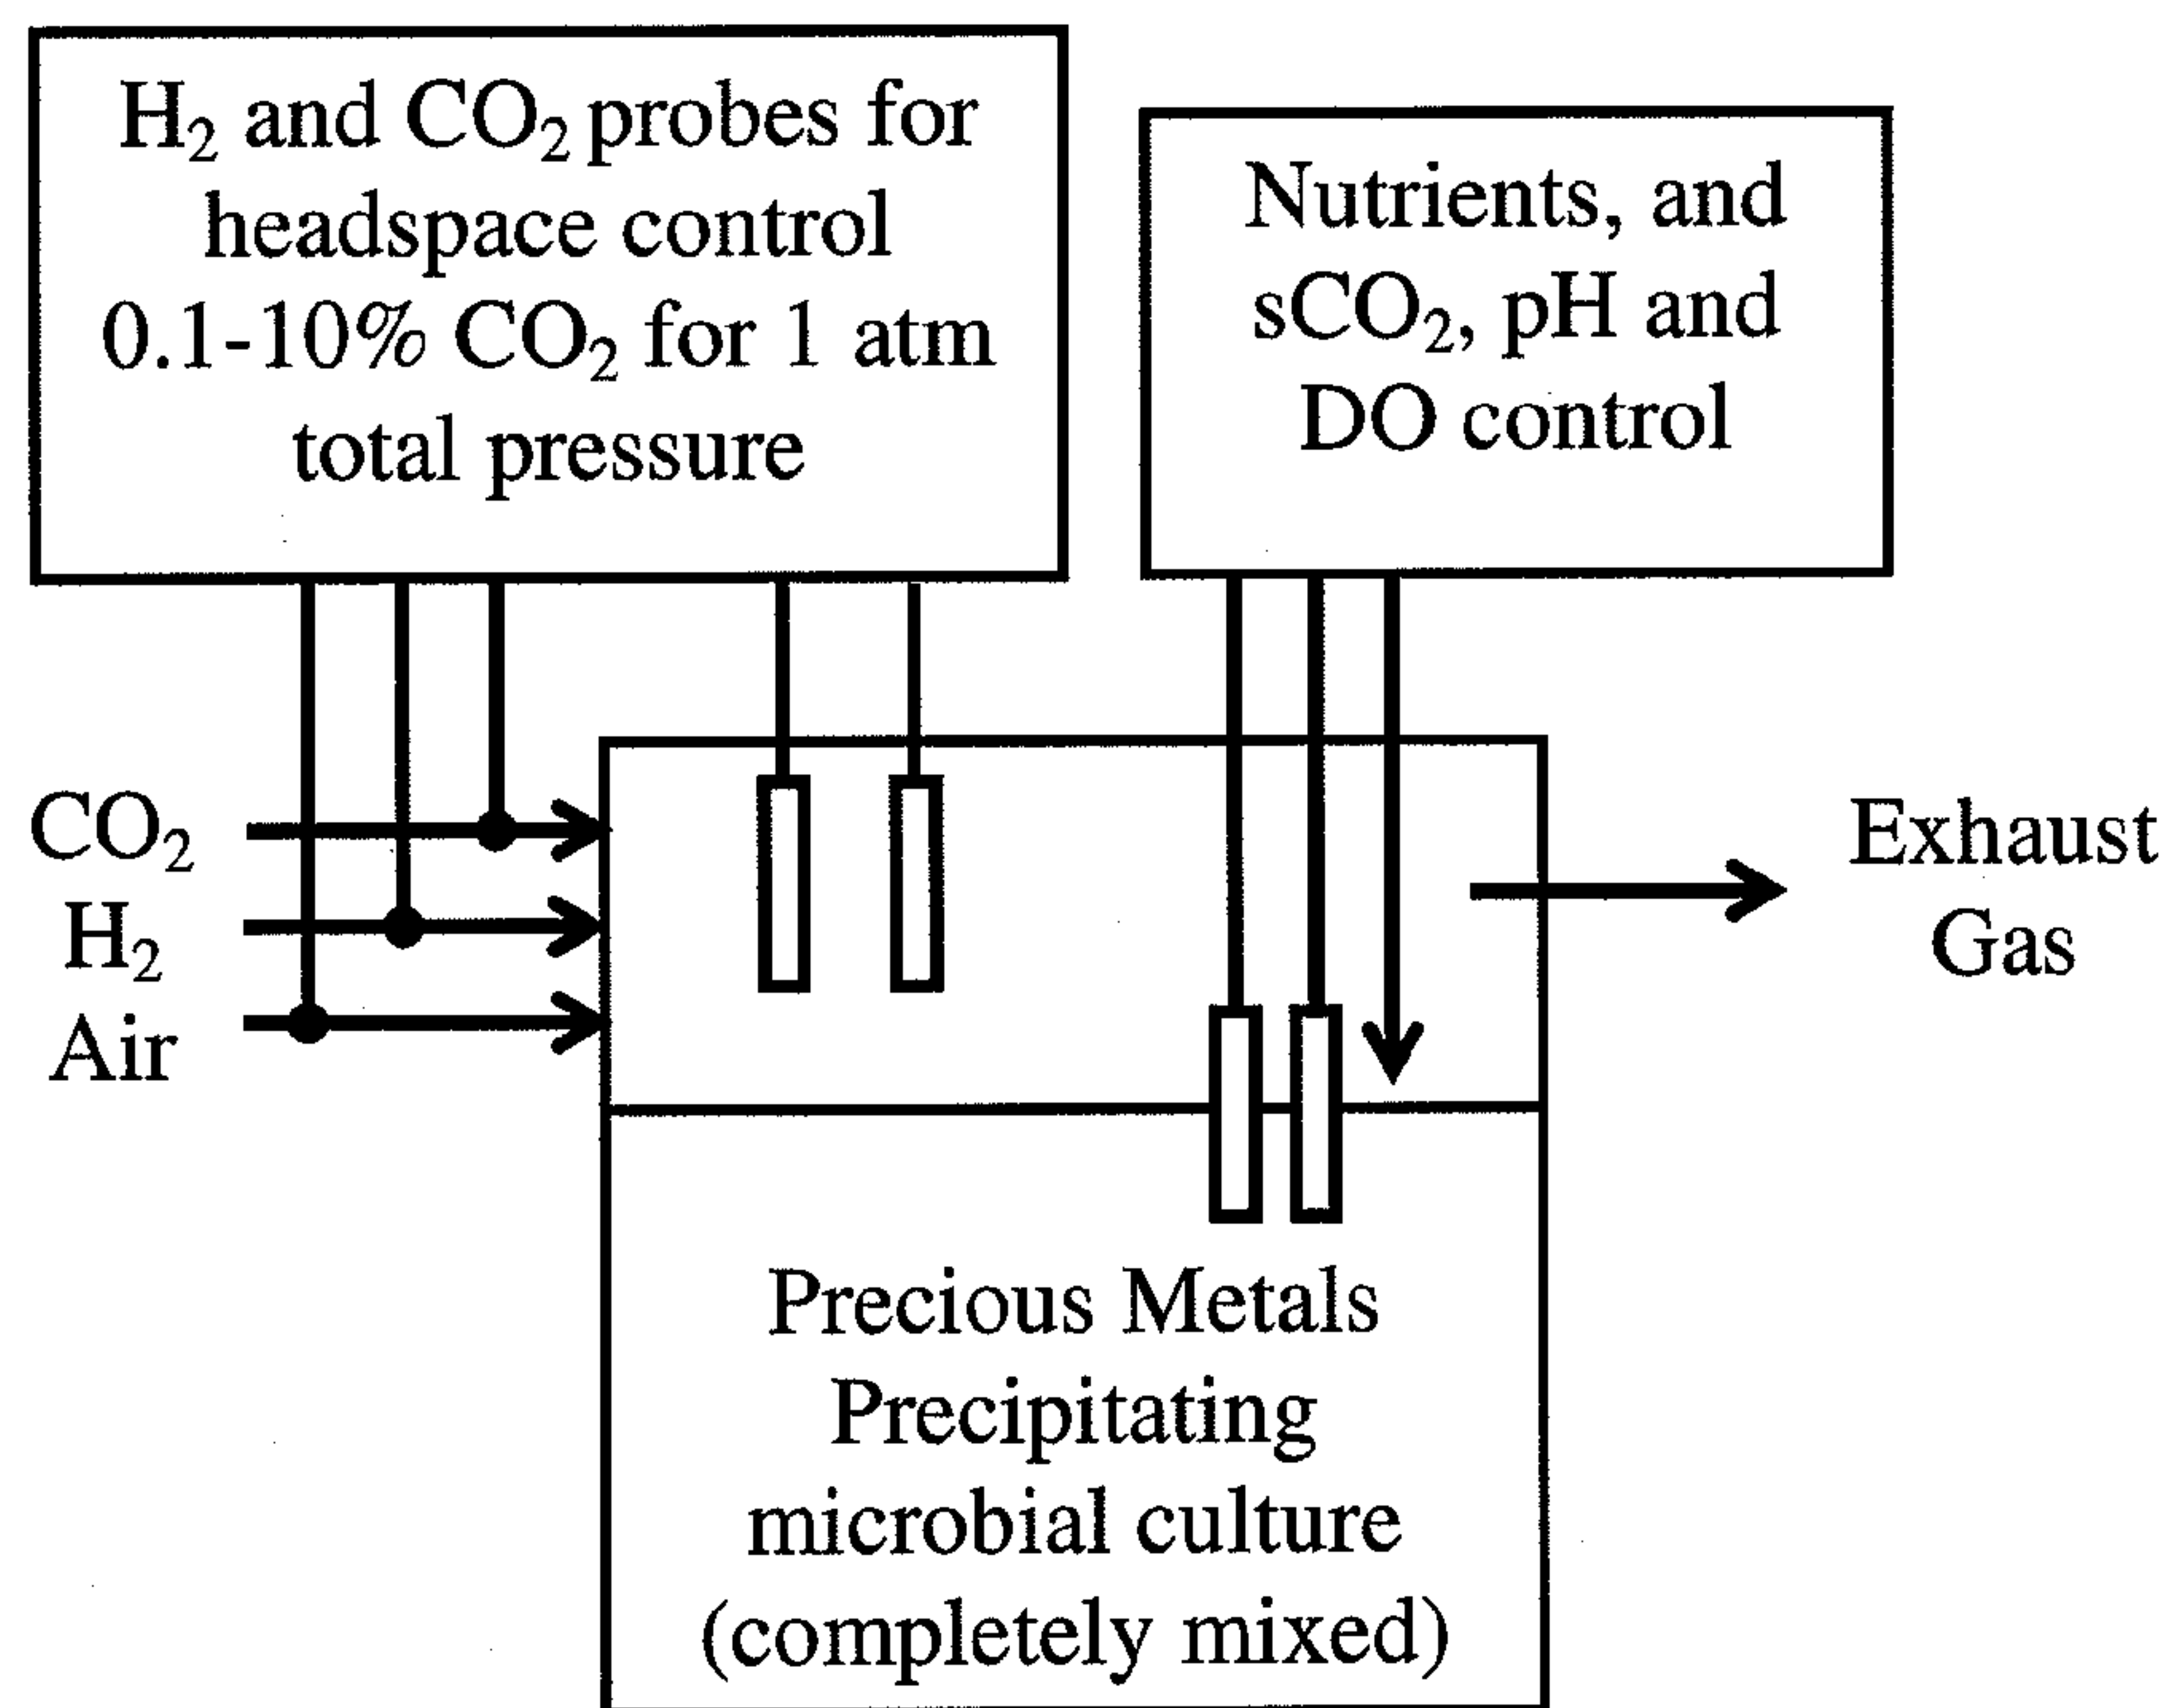 H₂ and CO₂ probes for
headspace control
0.1-10% CO₂ for 1 atm
total pressure
Nutrients, and
sCO₂, pH and
DO control
CO₂
H₂
Air
Exhaust
Gas
Precious Metals
Precipitating
microbial culture
(completely mixed)